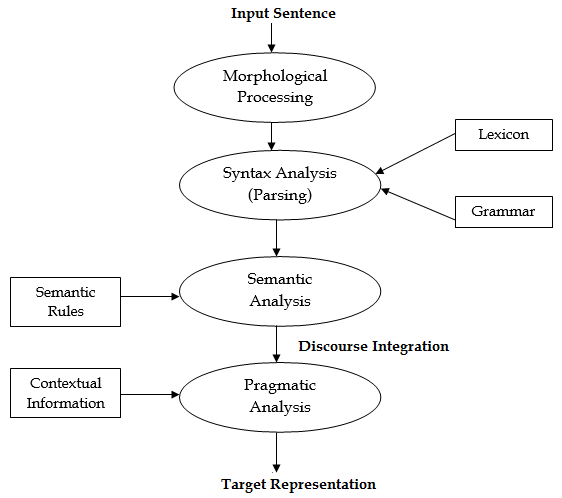 Input Sentence
Morphological
Processing
Lexicon
Syntax Analysis
(Parsing)
Grammar
Semantic
Analysis
Semantic
Rules
Discourse Integration
Contextual
Information
Pragmatic
Analysis
Target Representation